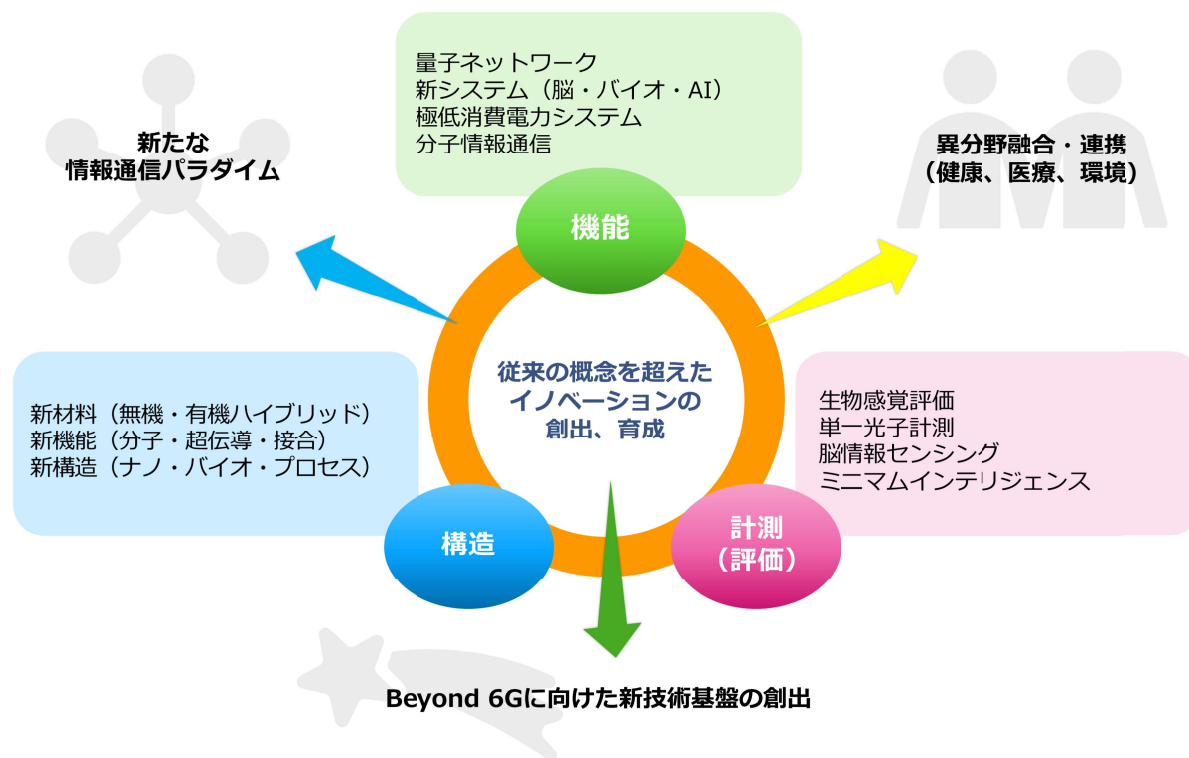 量子ネットワーク
新システム（脳・バイオ・AI）
極低消費電力システム
分子情報通信
新たな
情報通信パラダイム
異分野融合・連携
（健康、医療、環境)
機能
従来の概念を超えた
イノベーションの
創出、育成
新材料（無機・有機ハイブリッド）
新機能（分子・超伝導・接合）
新構造（ナノ・バイオ・プロセス）
生物感覚評価
単一光子計測
脳情報センシング
ミニマムインテリジェンス
構造
計測
（評価）
Beyond 6Gに向けた新技術基盤の創出